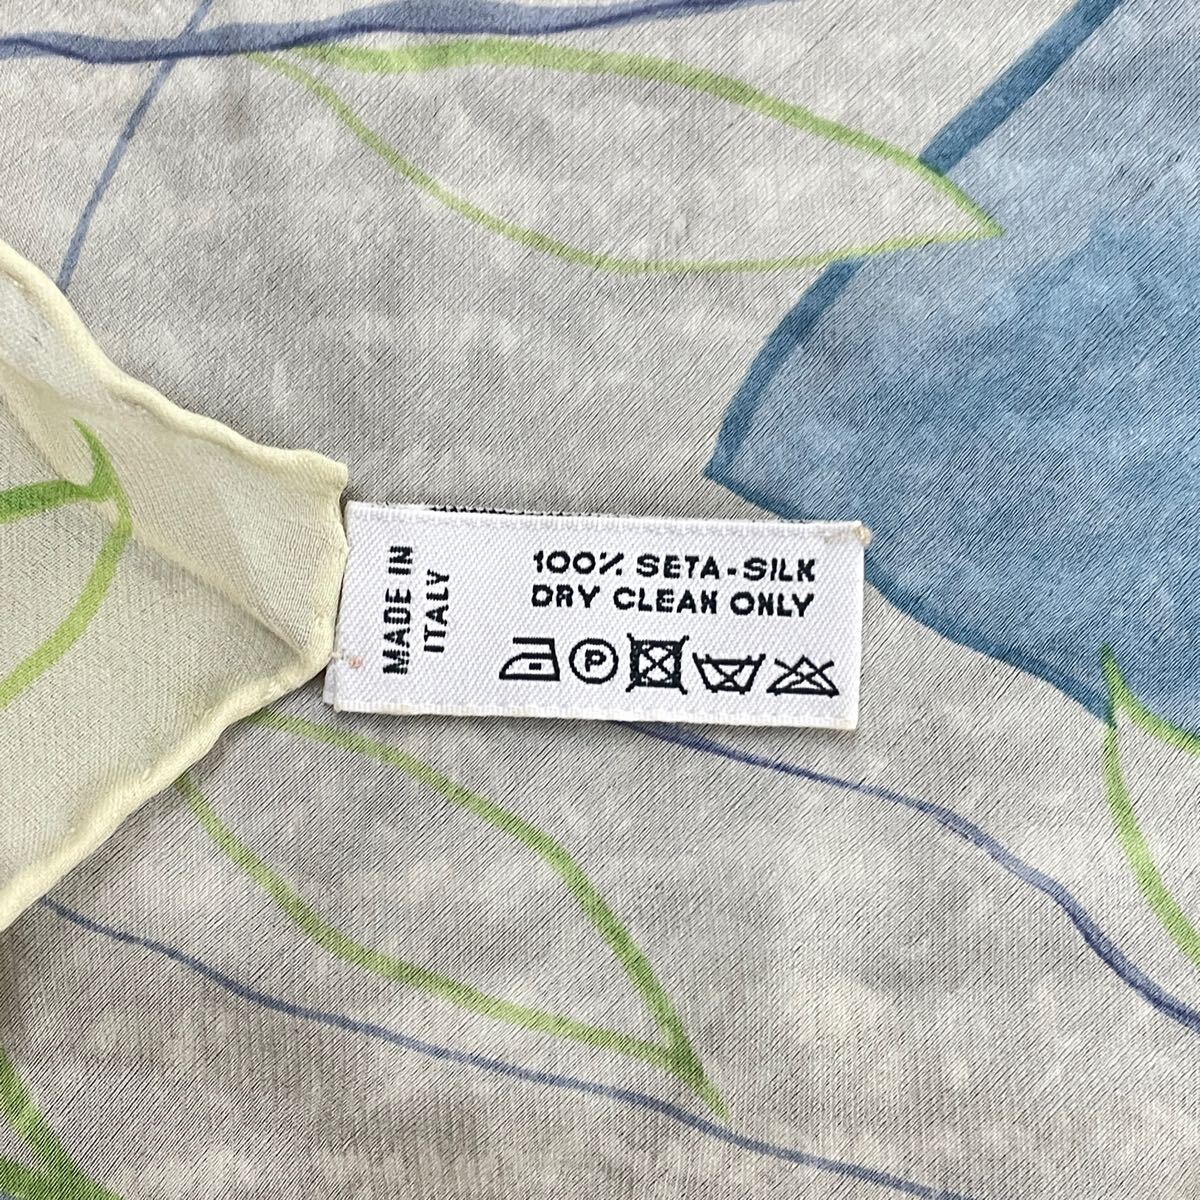 MADE IN
ITALY
100% SETA-SILK
DRY CLEAN ONLY
P